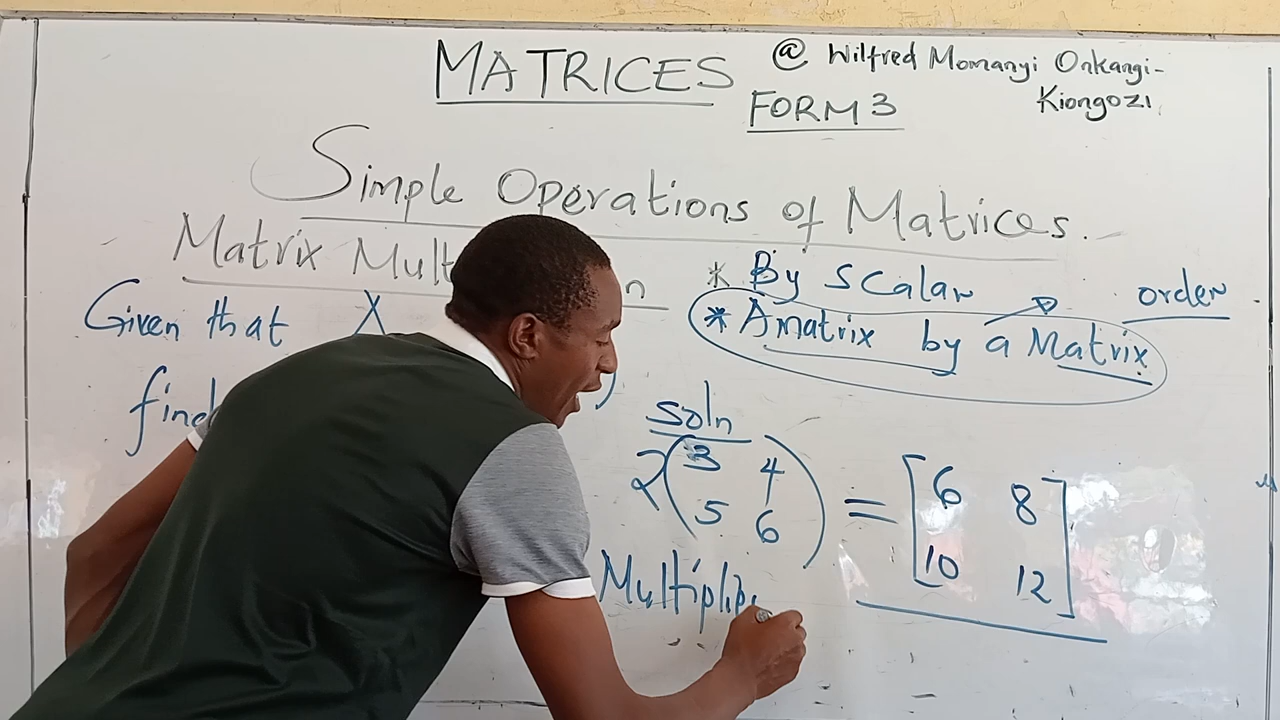 MATRICES @ Wilfred Momanyi Onkangi-
FORM 3 Kiongozi
Simple Operations of Matrices.
Matrix Mult n * By Scalar order
Given that X * A matrix by a Matrix
find )
soln
2(3 4
5 6) = [6 8
10 12]
Multipli